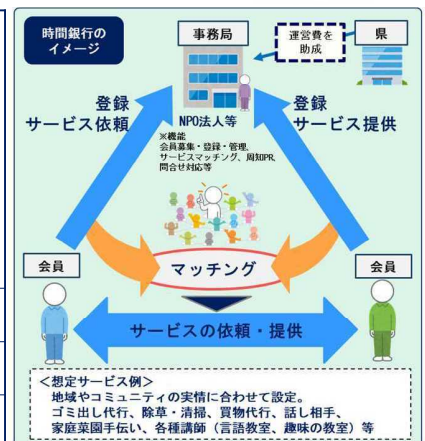 時間銀行の
イメージ
事務局
運営費を
助成
県
登録
サービス依頼
NPO法人等
登録
サービス提供
※機能
会員募集・登録・管理、
サービスマッチング、周知PR、
問合せ対応等
会員
マッチング
会員
サービスの依頼・提供
＜想定サービス例＞
地域やコミュニティの実情に合わせて設定。
ゴミ出し代行、除草・清掃、買物代行、話し相手、
家庭菜園手伝い、各種講師（言語教室、趣味の教室）等